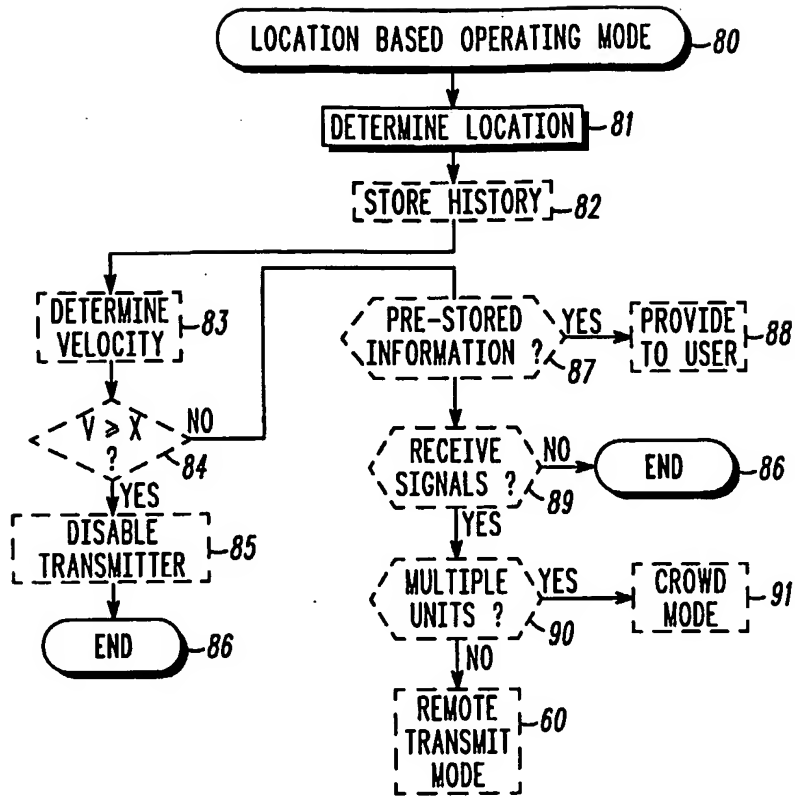 LOCATION BASED OPERATING MODE
80
DETERMINE LOCATION
81
STORE HISTORY
82
DETERMINE
VELOCITY
83
V ⩾ X
?
84
NO
YES
DISABLE
TRANSMITTER
85
END
86
PRE-STORED
INFORMATION ?
87
YES
PROVIDE
TO USER
88
RECEIVE
SIGNALS ?
89
NO
END
86
YES
MULTIPLE
UNITS ?
90
YES
CROWD
MODE
91
NO
REMOTE
TRANSMIT
MODE
60